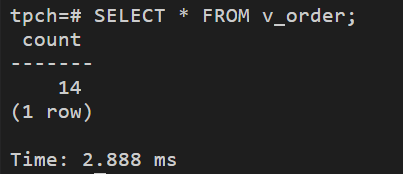 tpch=# SELECT * FROM v_order;
 count
-------
    14
(1 row)

Time: 2.888 ms